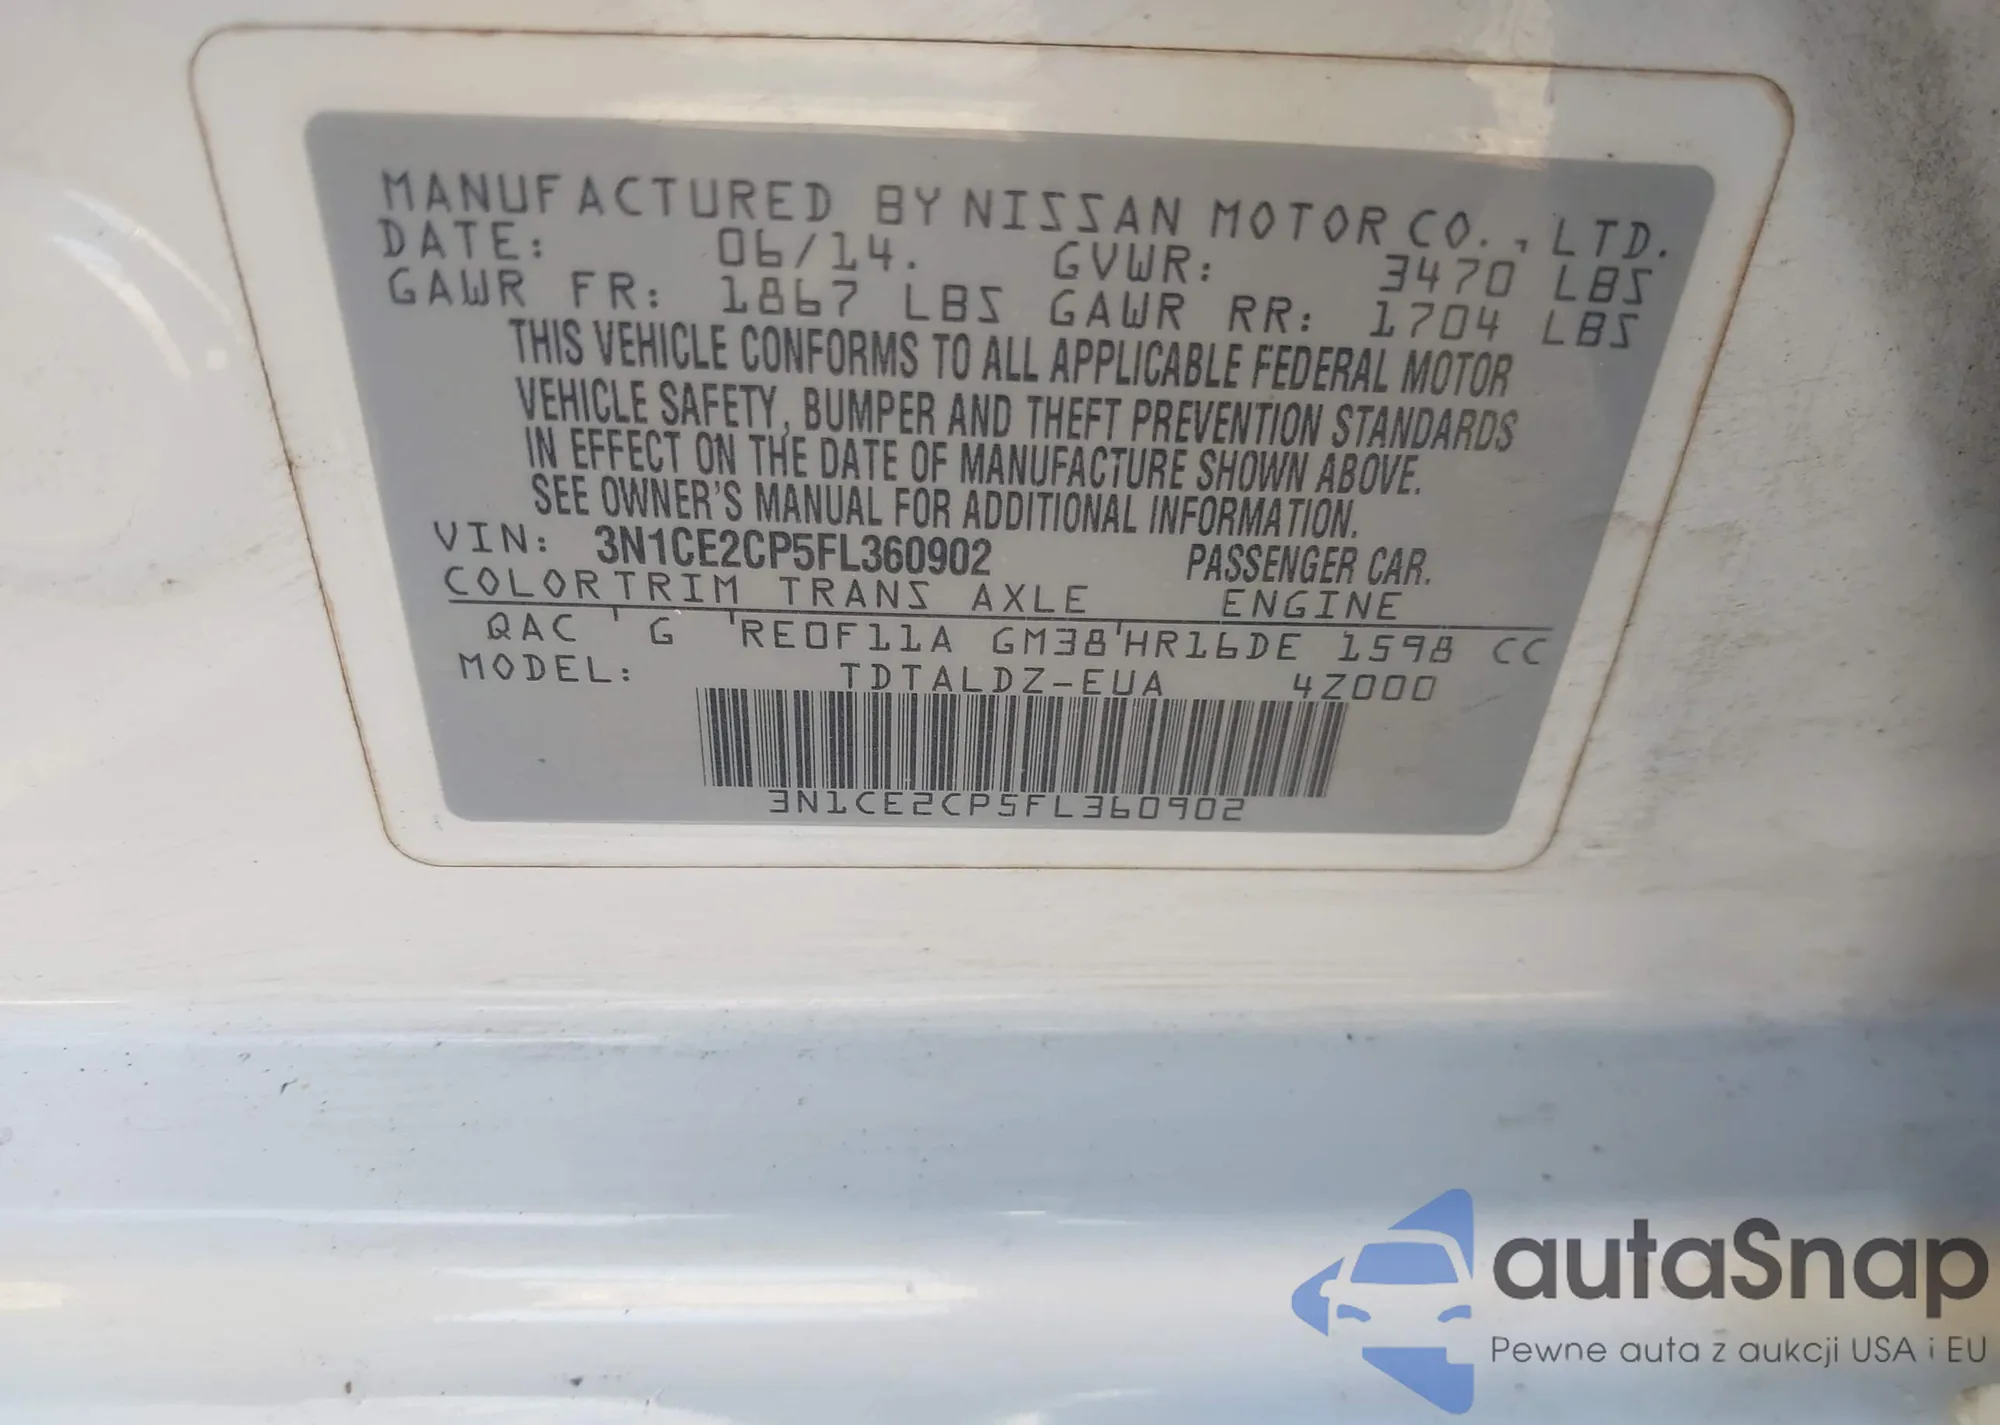 MANUFACTURED BY NISSAN MOTOR CO., LTD.
DATE: 06/14. GVWR: 3470 LBS
GAWR FR: 1867 LBS GAWR RR: 1704 LBS
THIS VEHICLE CONFORMS TO ALL APPLICABLE FEDERAL MOTOR
VEHICLE SAFETY, BUMPER AND THEFT PREVENTION STANDARDS
IN EFFECT ON THE DATE OF MANUFACTURE SHOWN ABOVE.
SEE OWNER'S MANUAL FOR ADDITIONAL INFORMATION.
VIN: 3N1CE2CP5FL360902 PASSENGER CAR.
COLOR TRIM TRANS AXLE ENGINE
QAC G RE0F11A GM38 HR16DE 1598 CC
MODEL: TDTALDZ-EUA 4Z000
3N1CE2CP5FL360902
autaSnap
Pewne auta z aukcji USA i EU